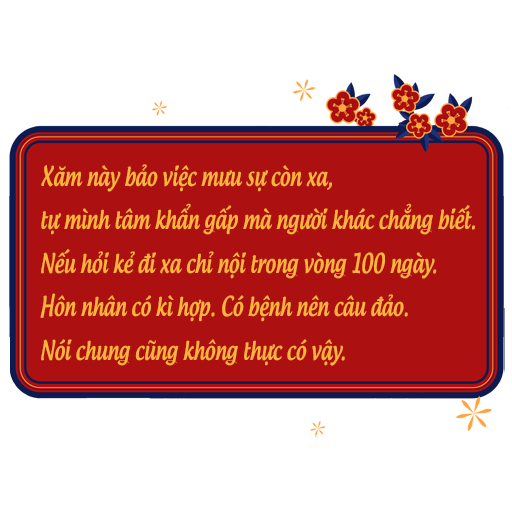 Xăm này bảo việc mưu sự còn xa,
tự mình tâm khẩn gấp mà người khác chẳng biết.
Nếu hỏi kẻ đi xa chỉ nội trong vòng 100 ngày.
Hôn nhân có kì hợp. Có bệnh nên câu đảo.
Nói chung cũng không thực có vậy.